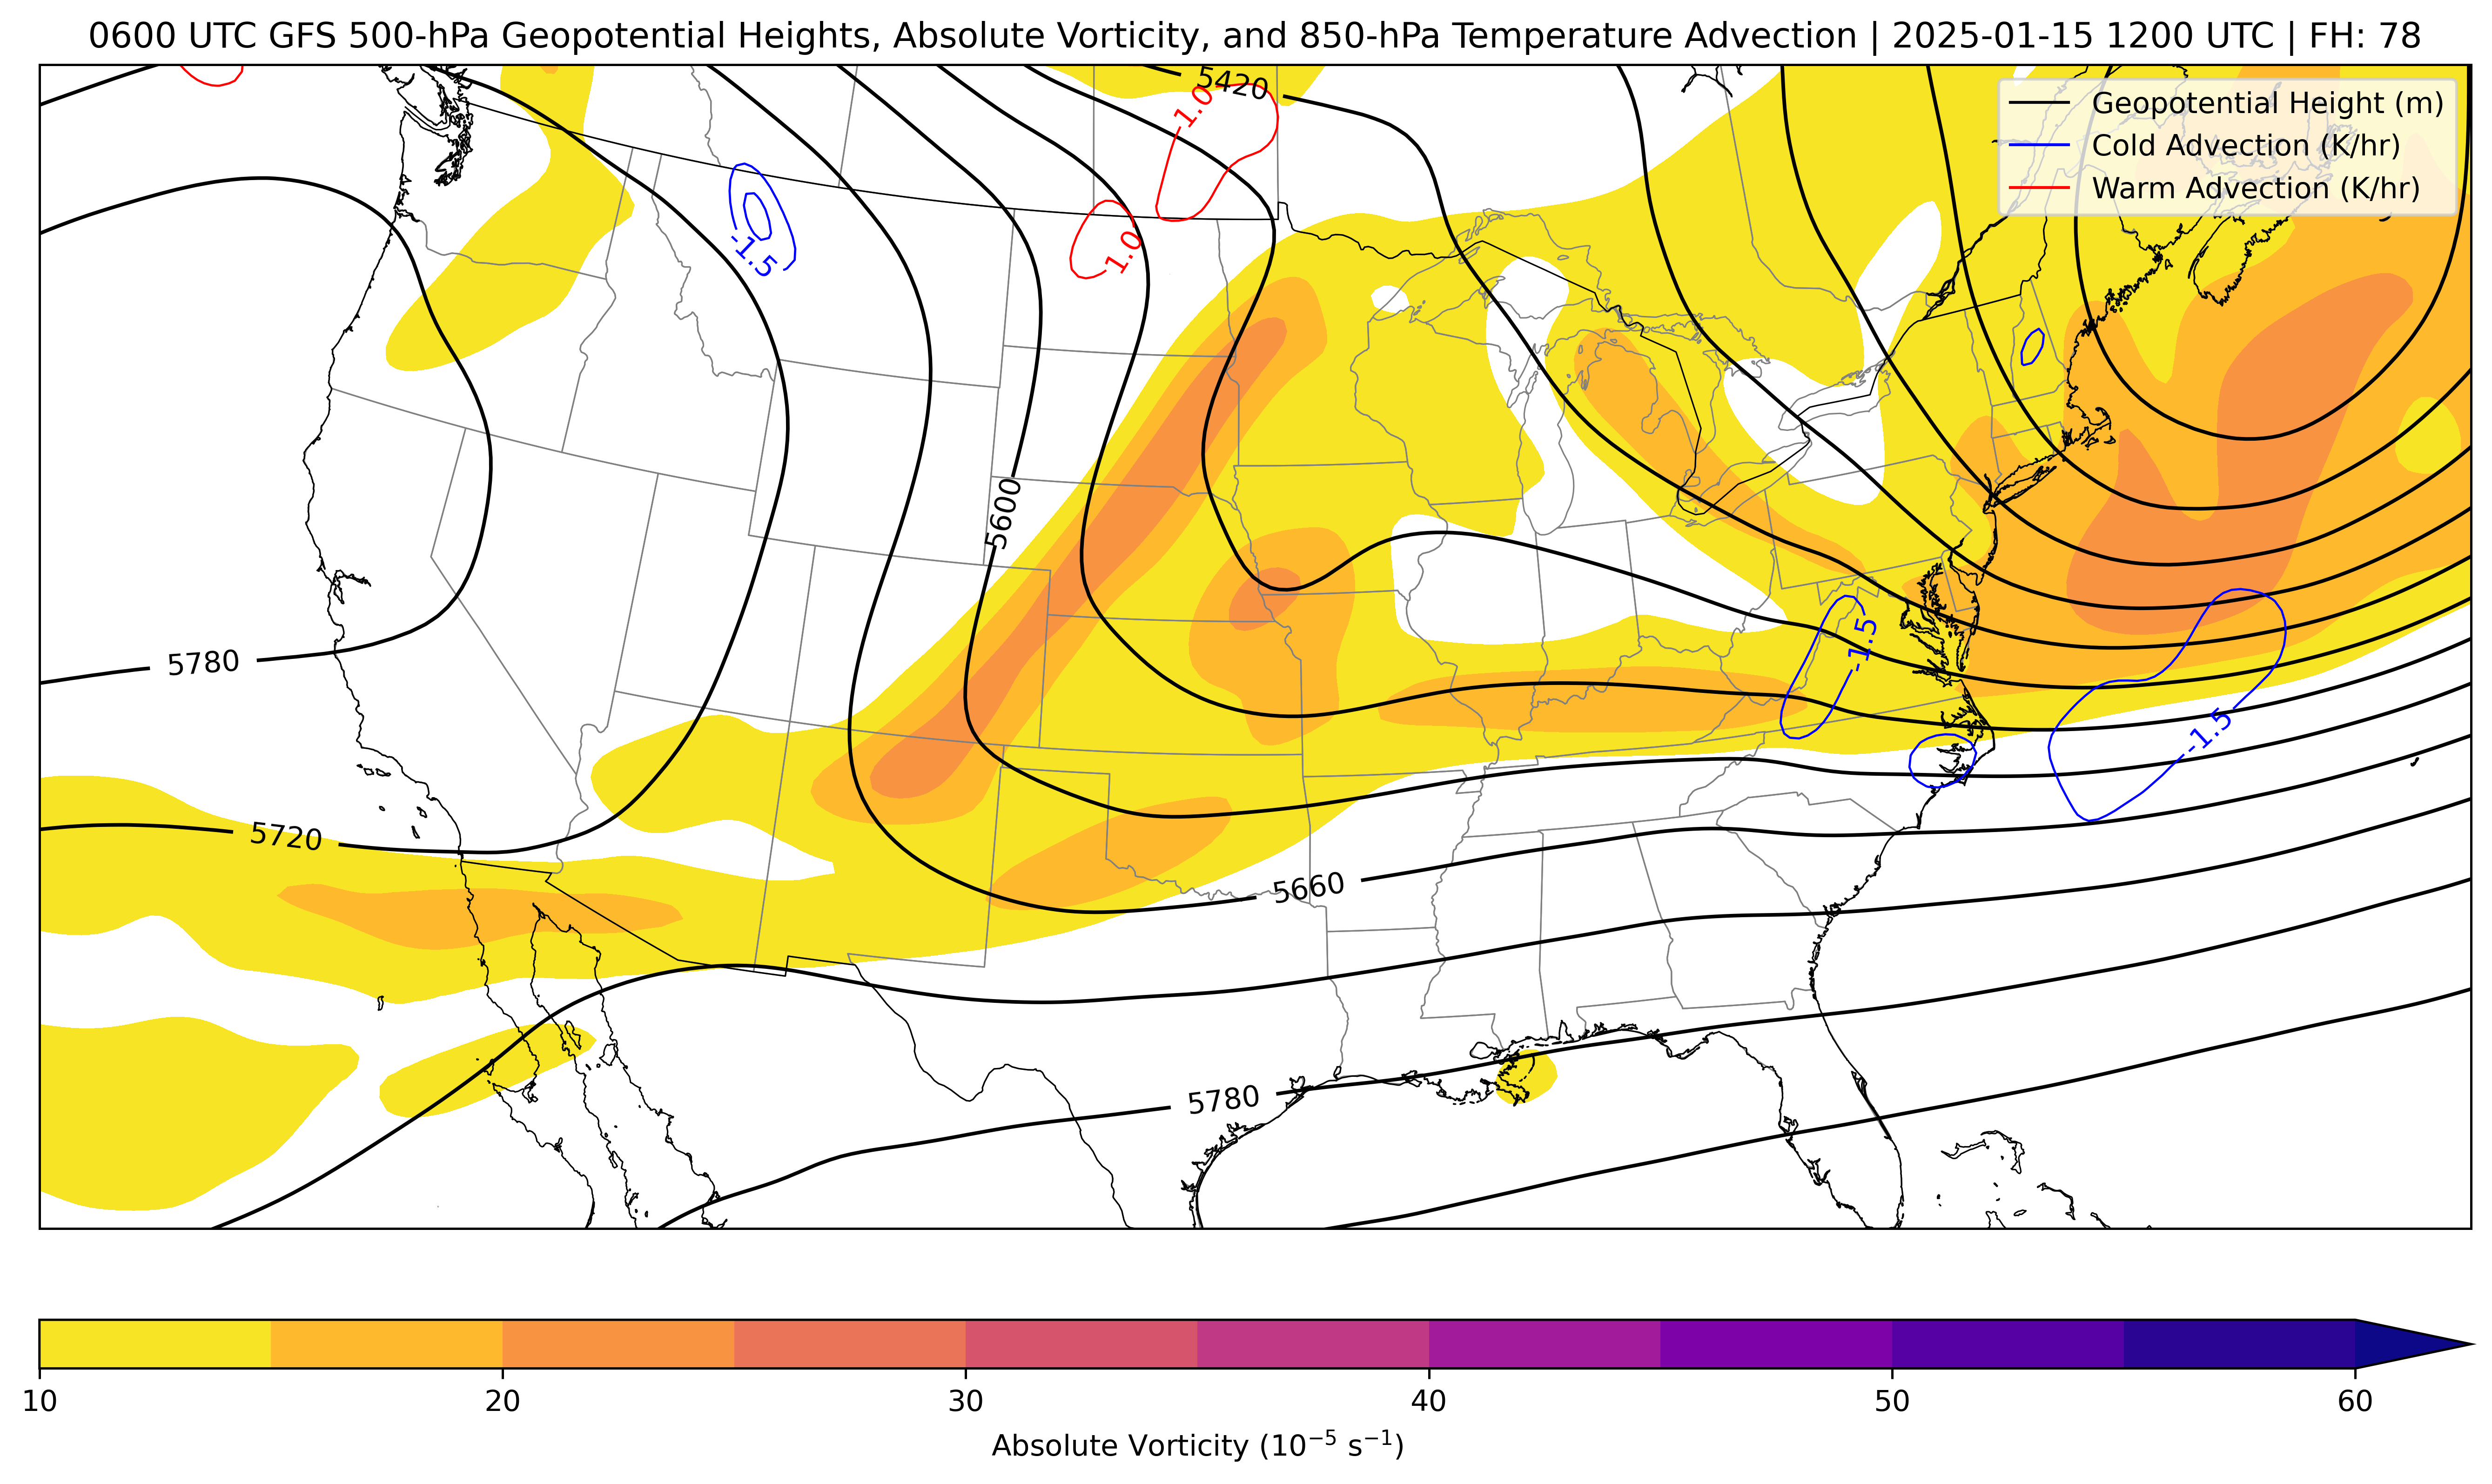 0600 UTC GFS 500-hPa Geopotential Heights, Absolute Vorticity, and 850-hPa Temperature Advection | 2025-01-15 1200 UTC | FH: 78
5420
Geopotential Height (m)
Cold Advection (K/hr)
Warm Advection (K/hr)
1.0
-1.5
1.0
5600
-1.5
5780
-1.5
5720
5660
5780
10 20 30 40 50 60
Absolute Vorticity (10⁻⁵ s⁻¹)